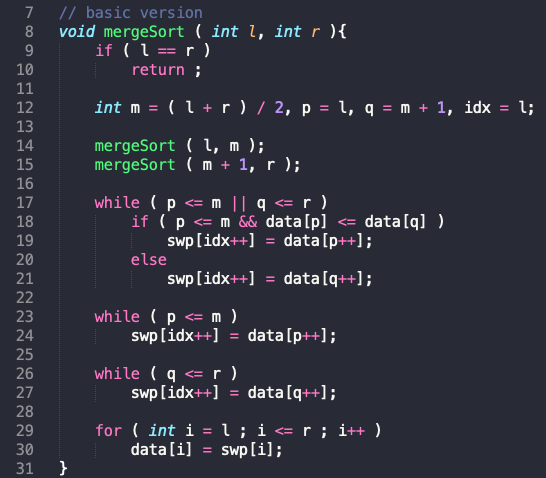 7 // basic version
8 void mergeSort ( int l, int r ){
9     if ( l == r )
10         return ;
11
12     int m = ( l + r ) / 2, p = l, q = m + 1, idx = l;
13
14     mergeSort ( l, m );
15     mergeSort ( m + 1, r );
16
17     while ( p <= m || q <= r )
18         if ( p <= m && data[p] <= data[q] )
19             swp[idx++] = data[p++];
20         else
21             swp[idx++] = data[q++];
22
23     while ( p <= m )
24         swp[idx++] = data[p++];
25
26     while ( q <= r )
27         swp[idx++] = data[q++];
28
29     for ( int i = l ; i <= r ; i++ )
30         data[i] = swp[i];
31 }